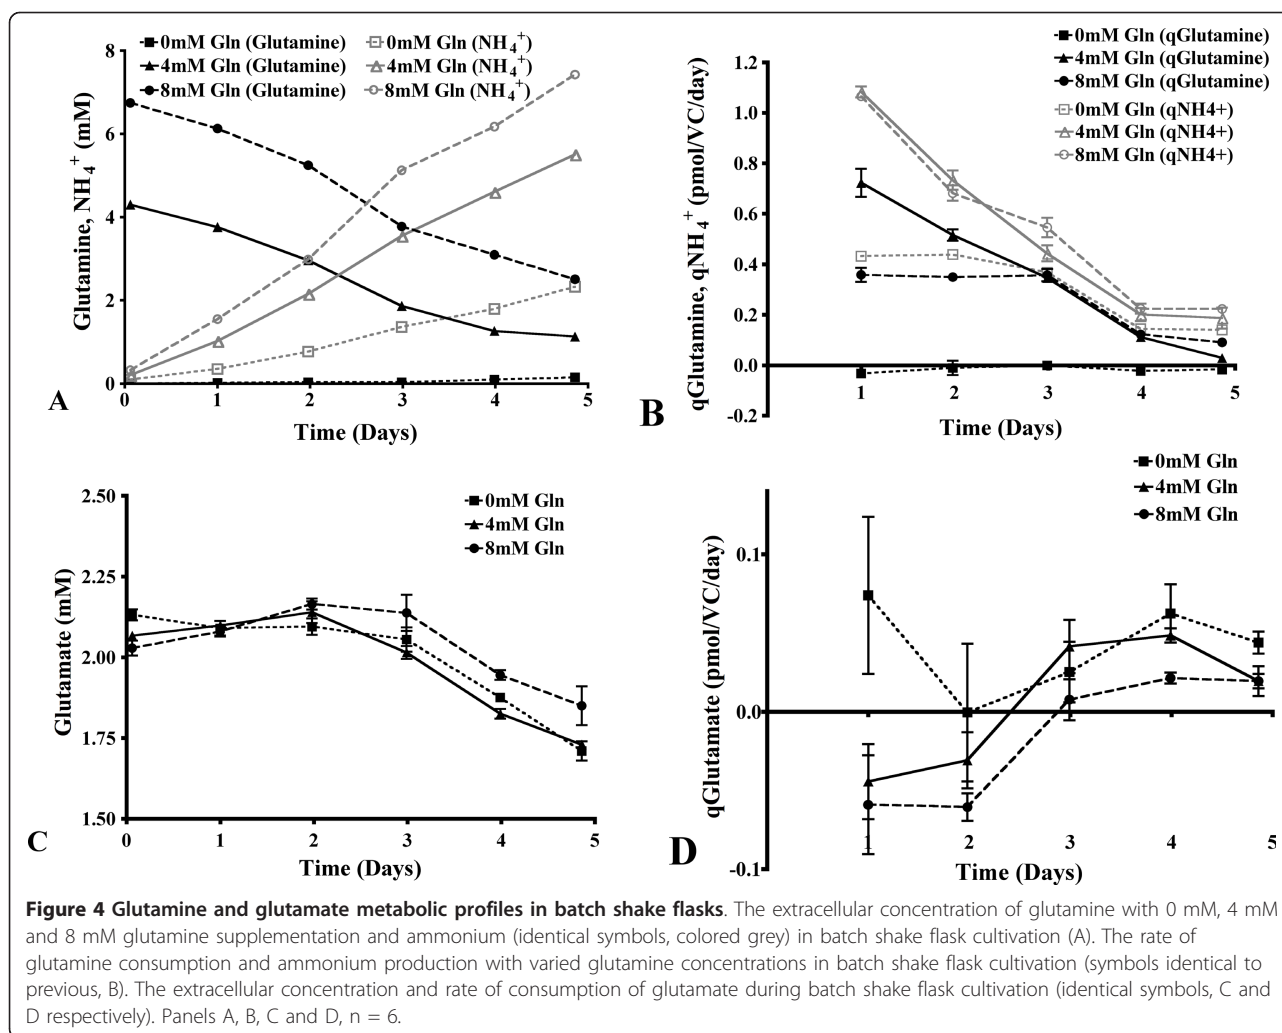 0mM Gln (Glutamine)
4mM Gln (Glutamine)
8mM Gln (Glutamine)
0mM Gln (NH4+)
4mM Gln (NH4+)
8mM Gln (NH4+)
Glutamine, NH4+ (mM)
8
6
4
2
0
0 1 2 3 4 5
Time (Days)
A
0mM Gln (qGlutamine)
4mM Gln (qGlutamine)
8mM Gln (qGlutamine)
0mM Gln (qNH4+)
4mM Gln (qNH4+)
8mM Gln (qNH4+)
qGlutamine, qNH4+ (pmol/VC/day)
1.2
1.0
0.8
0.6
0.4
0.2
0.0
-0.2
1 2 3 4 5
Time (Days)
B
0mM Gln
4mM Gln
8mM Gln
Glutamate (mM)
2.50
2.25
2.00
1.75
1.50
0 1 2 3 4 5
Time (Days)
C
0mM Gln
4mM Gln
8mM Gln
qGlutamate (pmol/VC/day)
0.1
0.0
-0.1
1 2 3 4 5
Time (Days)
D
Figure 4 Glutamine and glutamate metabolic profiles in batch shake flasks. The extracellular concentration of glutamine with 0 mM, 4 mM
and 8 mM glutamine supplementation and ammonium (identical symbols, colored grey) in batch shake flask cultivation (A). The rate of
glutamine consumption and ammonium production with varied glutamine concentrations in batch shake flask cultivation (symbols identical to
previous, B). The extracellular concentration and rate of consumption of glutamate during batch shake flask cultivation (identical symbols, C and
D respectively). Panels A, B, C and D, n = 6.